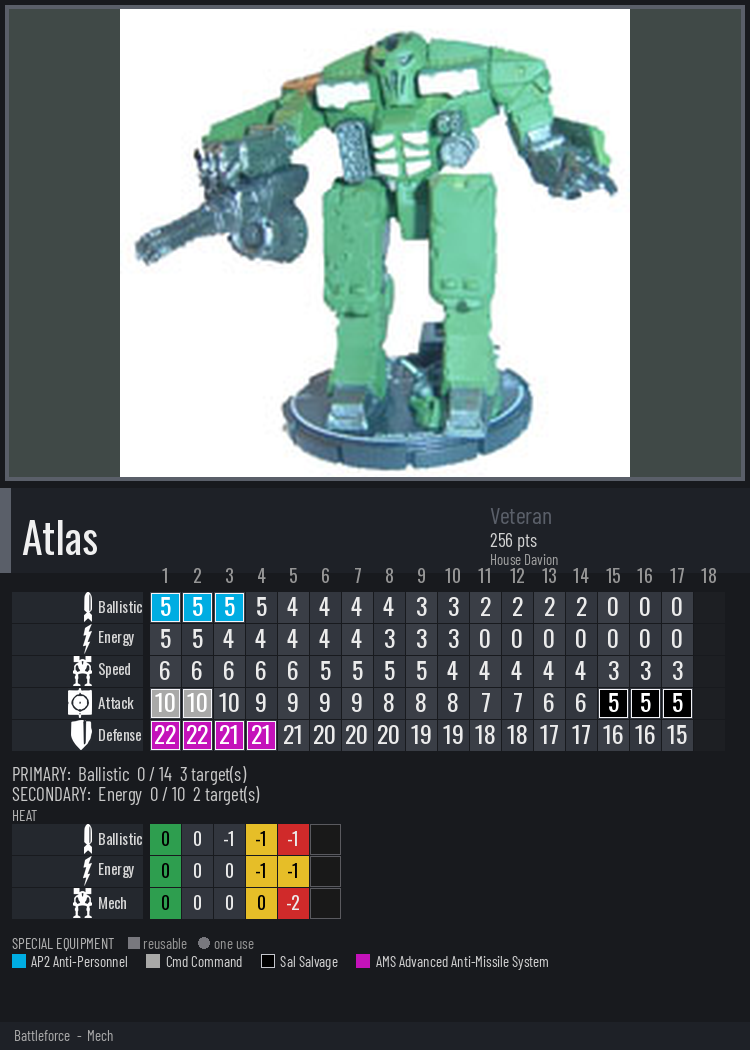 Atlas
Veteran
256 pts
House Davion
1 2 3 4 5 6 7 8 9 10 11 12 13 14 15 16 17 18
Ballistic 5 5 5 5 4 4 4 4 3 3 2 2 2 2 0 0 0
Energy 5 5 4 4 4 4 4 3 3 3 0 0 0 0 0 0 0
Speed 6 6 6 6 6 5 5 5 5 4 4 4 4 4 3 3 3
Attack 10 10 10 9 9 9 9 8 8 8 7 7 6 6 5 5 5
Defense 22 22 21 21 21 20 20 20 19 19 18 18 17 17 16 16 15
PRIMARY: Ballistic 0 / 14 3 target(s)
SECONDARY: Energy 0 / 10 2 target(s)
HEAT
Ballistic 0 0 -1 -1 -1
Energy 0 0 0 -1 -1
Mech 0 0 0 0 -2
SPECIAL EQUIPMENT reusable one use
AP2 Anti-Personnel Cmd Command Sal Salvage AMS Advanced Anti-Missile System
Battleforce - Mech